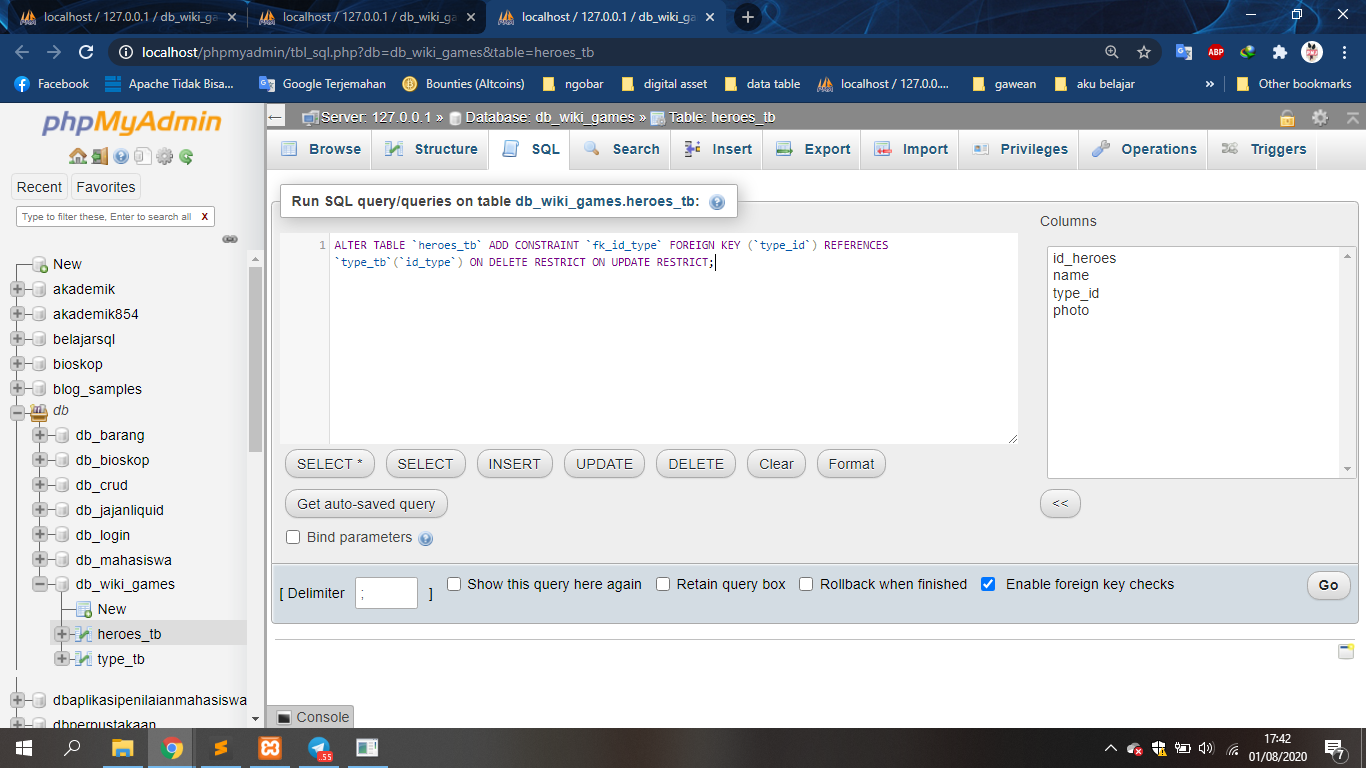 localhost / 127.0.0.1 / db_wiki_ga
localhost / 127.0.0.1 / db_wiki_ga
localhost / 127.0.0.1 / db_wiki_ga
localhost/phpmyadmin/tbl_sql.php?db=db_wiki_games&table=heroes_tb
ABP
Facebook
Apache Tidak Bisa...
Google Terjemahan
Bounties (Altcoins)
ngobar
digital asset
data table
localhost / 127.0.0....
gawean
aku belajar
»
Other bookmarks
phpMyAdmin
Recent
Favorites
Type to filter these, Enter to search all
X
New
akademik
akademik854
belajarsql
bioskop
blog_samples
db
db_barang
db_bioskop
db_crud
db_jajanliquid
db_login
db_mahasiswa
db_wiki_games
New
heroes_tb
type_tb
dbaplikasipenilaianmahasiswa
dbperpustakaan
Server: 127.0.0.1 » Database: db_wiki_games » Table: heroes_tb
Browse
Structure
SQL
Search
Insert
Export
Import
Privileges
Operations
Triggers
Run SQL query/queries on table db_wiki_games.heroes_tb:
1 ALTER TABLE `heroes_tb` ADD CONSTRAINT `fk_id_type` FOREIGN KEY (`type_id`) REFERENCES
`type_tb`(`id_type`) ON DELETE RESTRICT ON UPDATE RESTRICT;
Columns
id_heroes
name
type_id
photo
SELECT *
SELECT
INSERT
UPDATE
DELETE
Clear
Format
Get auto-saved query
<<
Bind parameters
[ Delimiter ; ]
Show this query here again
Retain query box
Rollback when finished
Enable foreign key checks
Go
Console
55
17:42
01/08/2020
7